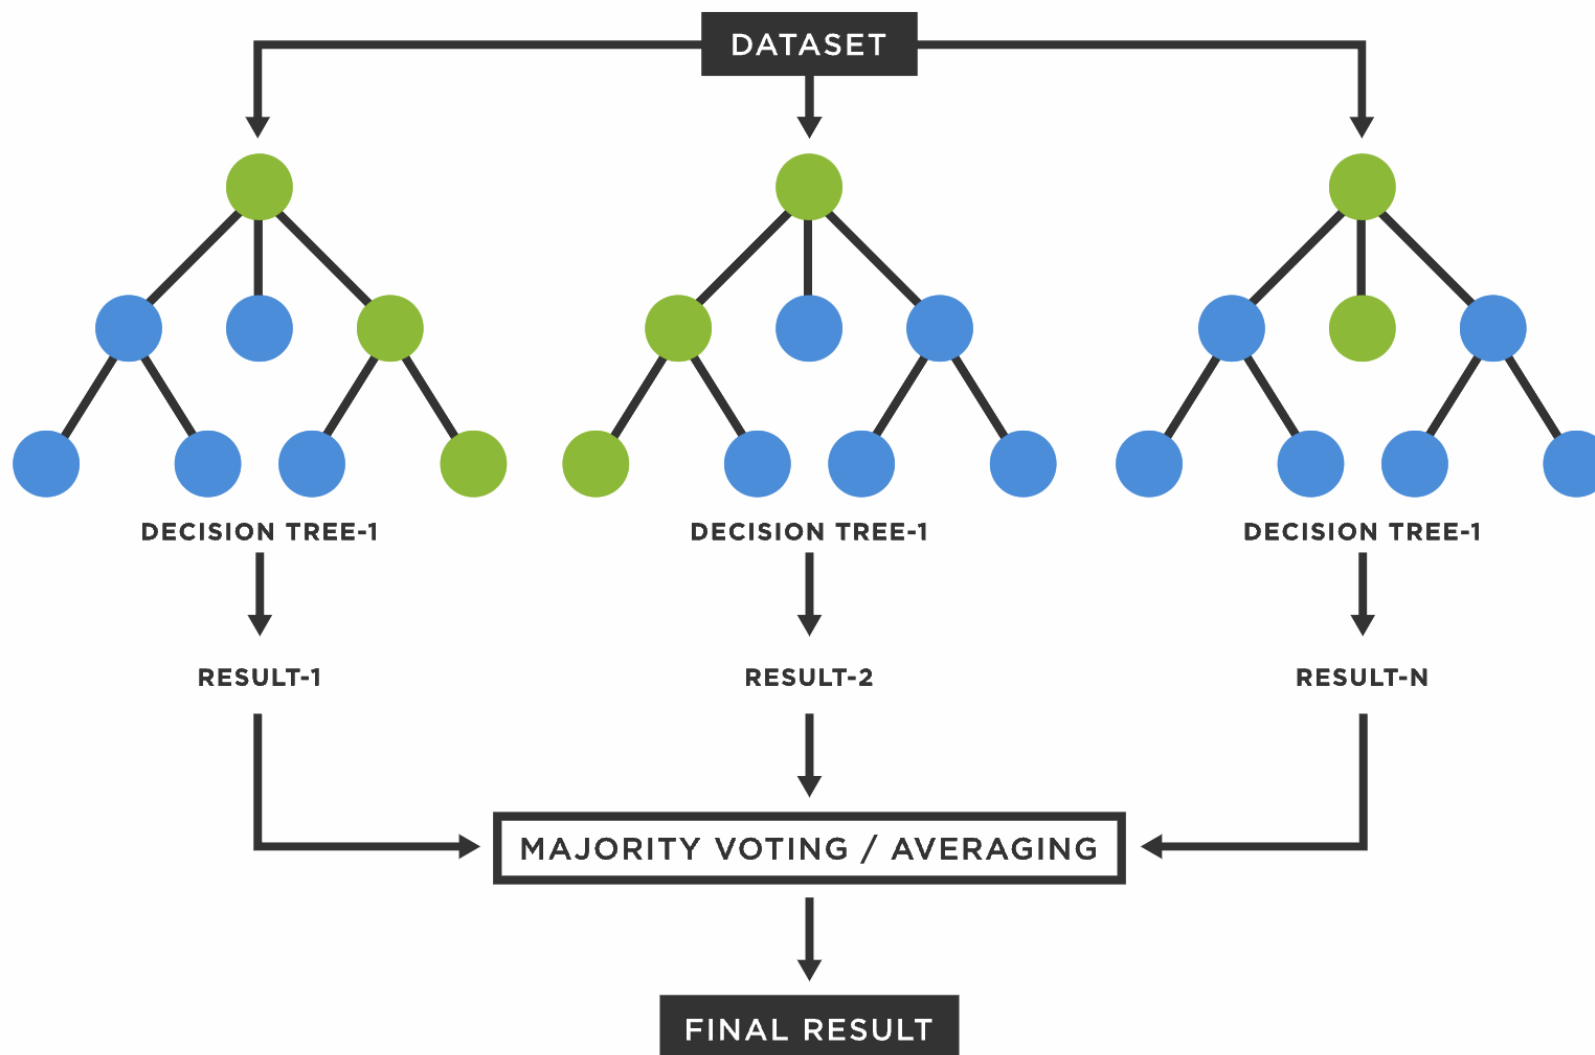 DATASET
DECISION TREE-1
DECISION TREE-1
DECISION TREE-1
RESULT-1
RESULT-2
RESULT-N
MAJORITY VOTING / AVERAGING
FINAL RESULT